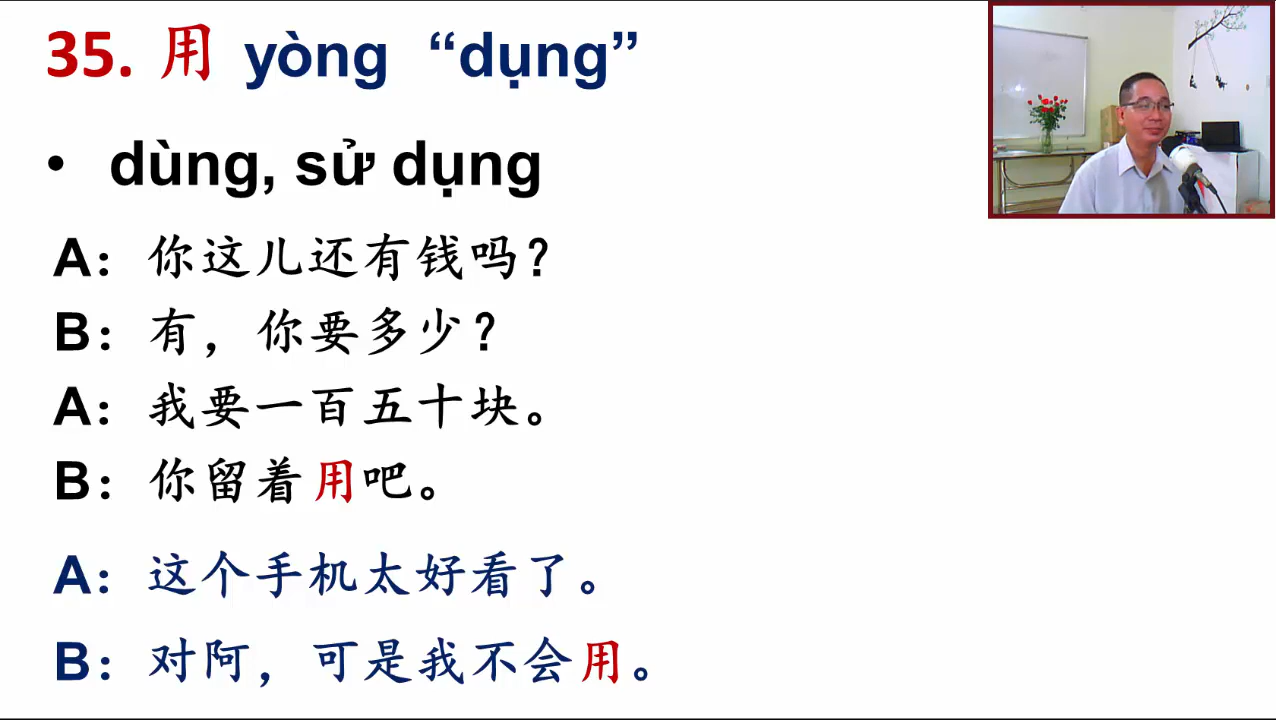 35. 用 yòng “dụng”
• dùng, sử dụng
A：你这儿还有钱吗？
B：有，你要多少？
A：我要一百五十块。
B：你留着用吧。
A：这个手机太好看了。
B：对阿，可是我不会用。